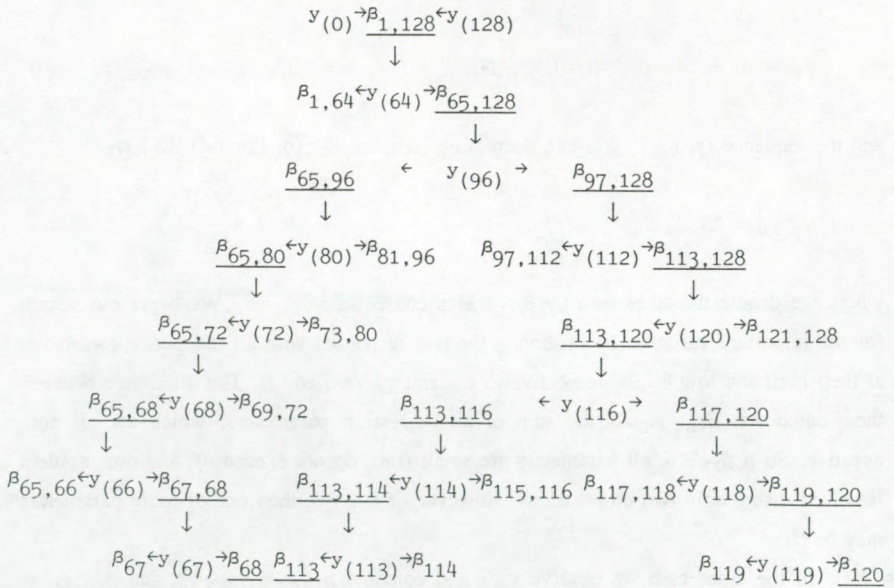 y(0)→β1,128←y(128)
↓
β1,64←y(64)→β65,128
↓
β65,96 ← y(96) → β97,128
↓ ↓
β65,80←y(80)→β81,96 β97,112←y(112)→β113,128
↓ ↓
β65,72←y(72)→β73,80 β113,120←y(120)→β121,128
↓ ↓
β65,68←y(68)→β69,72 β113,116 ← y(116) → β117,120
↓ ↓ ↓
β65,66←y(66)→β67,68 β113,114←y(114)→β115,116 β117,118←y(118)→β119,120
↓ ↓ ↓
β67←y(67)→β68 β113←y(113)→β114 β119←y(119)→β120